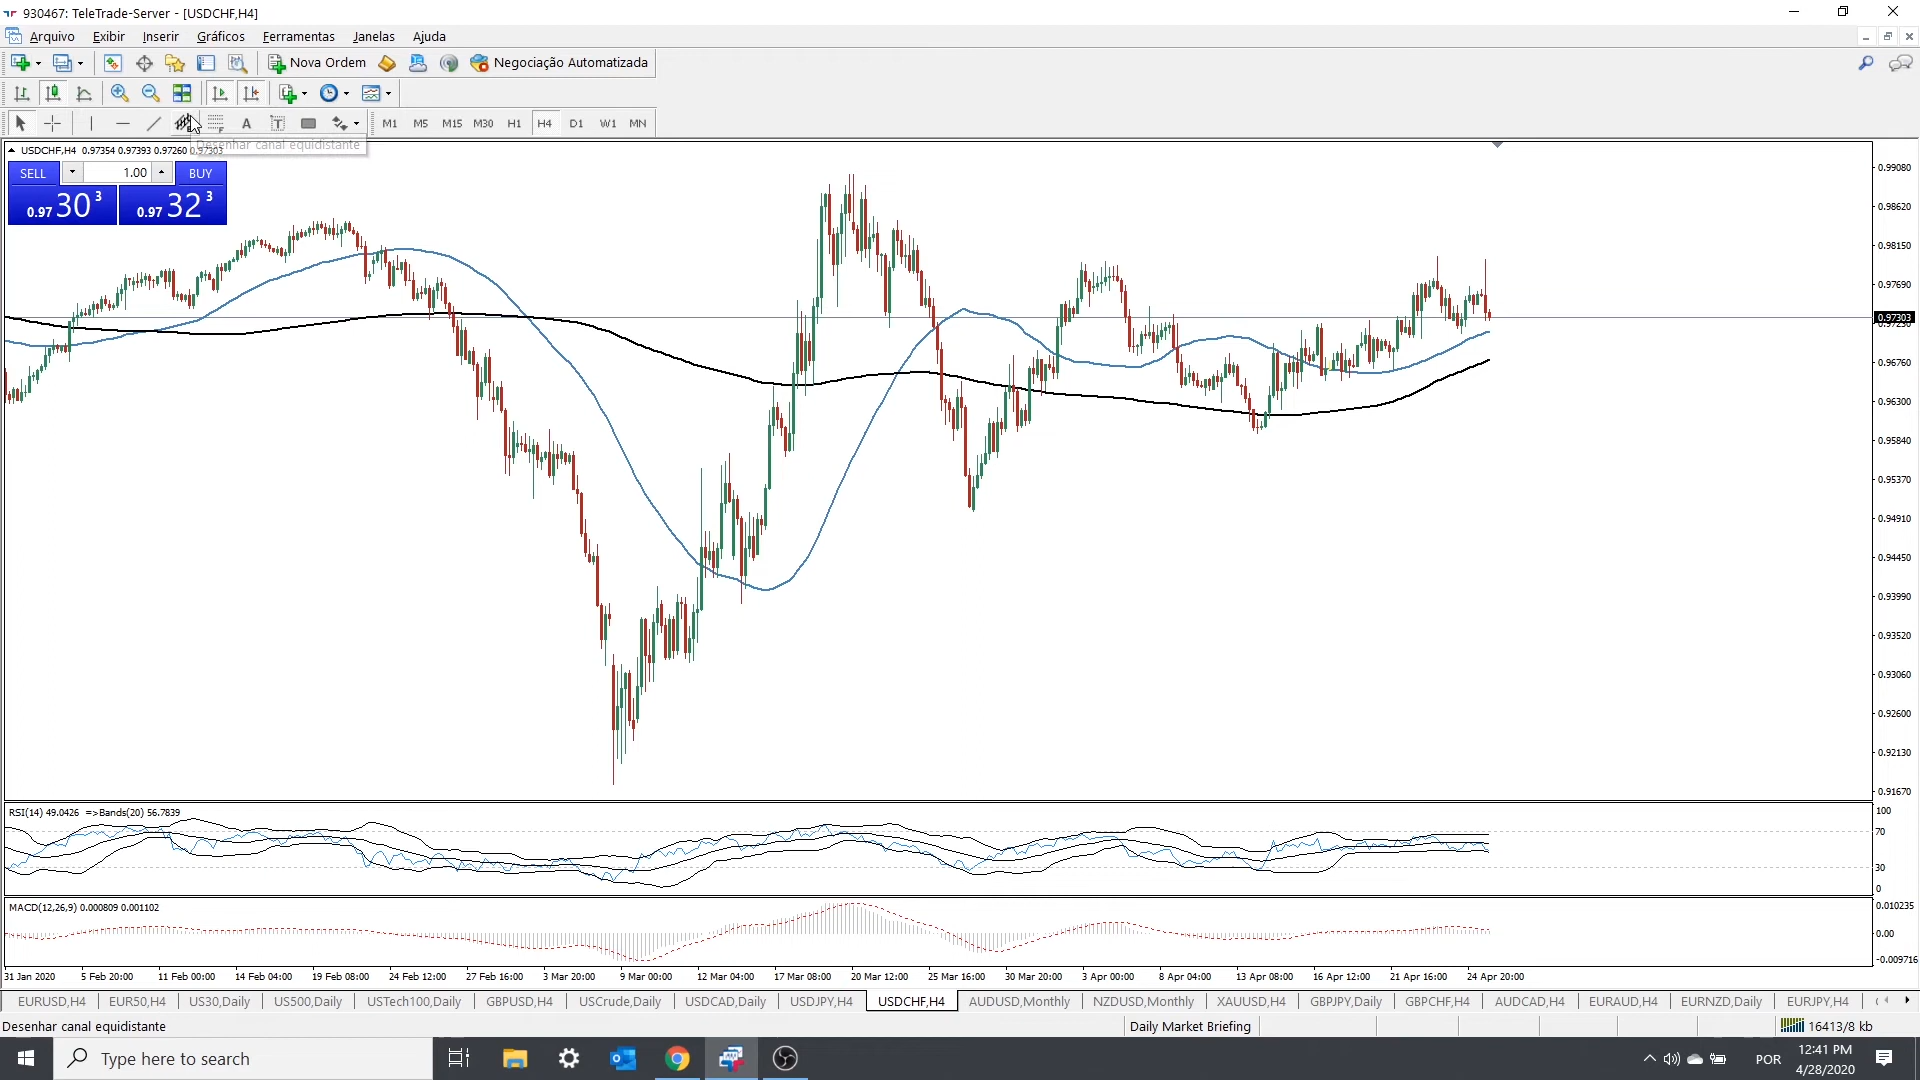 930467: TeleTrade-Server - [USDCHF,H4]
Arquivo Exibir Inserir Gráficos Ferramentas Janelas Ajuda
Nova Ordem Negociação Automatizada
A T M1 M5 M15 M30 H1 H4 D1 W1 MN
Desenhar canal equidistante
USDCHF,H4 0.97354 0.97393 0.97260 0.97303
SELL 1.00 BUY
0.97 30 3 0.97 32 3
0.99080
0.98620
0.98150
0.97690
0.97303
0.97230
0.96760
0.96300
0.95840
0.95370
0.94910
0.94450
0.93990
0.93520
0.93060
0.92600
0.92130
0.91670
RSI(14) 49.0426 =>Bands(20) 56.7839
100
70
30
0
MACD(12,26,9) 0.000809 0.001102
0.010235
0.00
-0.009716
31 Jan 2020 5 Feb 20:00 11 Feb 00:00 14 Feb 04:00 19 Feb 08:00 24 Feb 12:00 27 Feb 16:00 3 Mar 20:00 9 Mar 00:00 12 Mar 04:00 17 Mar 08:00 20 Mar 12:00 25 Mar 16:00 30 Mar 20:00 3 Apr 00:00 8 Apr 04:00 13 Apr 08:00 16 Apr 12:00 21 Apr 16:00 24 Apr 20:00
EURUSD,H4 EUR50,H4 US30,Daily US500,Daily USTech100,Daily GBPUSD,H4 USCrude,Daily USDCAD,Daily USDJPY,H4 USDCHF,H4 AUDUSD,Monthly NZDUSD,Monthly XAUUSD,H4 GBPJPY,Daily GBPCHF,H4 AUDCAD,H4 EURAUD,H4 EURNZD,Daily EURJPY,H4
Desenhar canal equidistante Daily Market Briefing 16413/8 kb
Type here to search POR 12:41 PM
4/28/2020